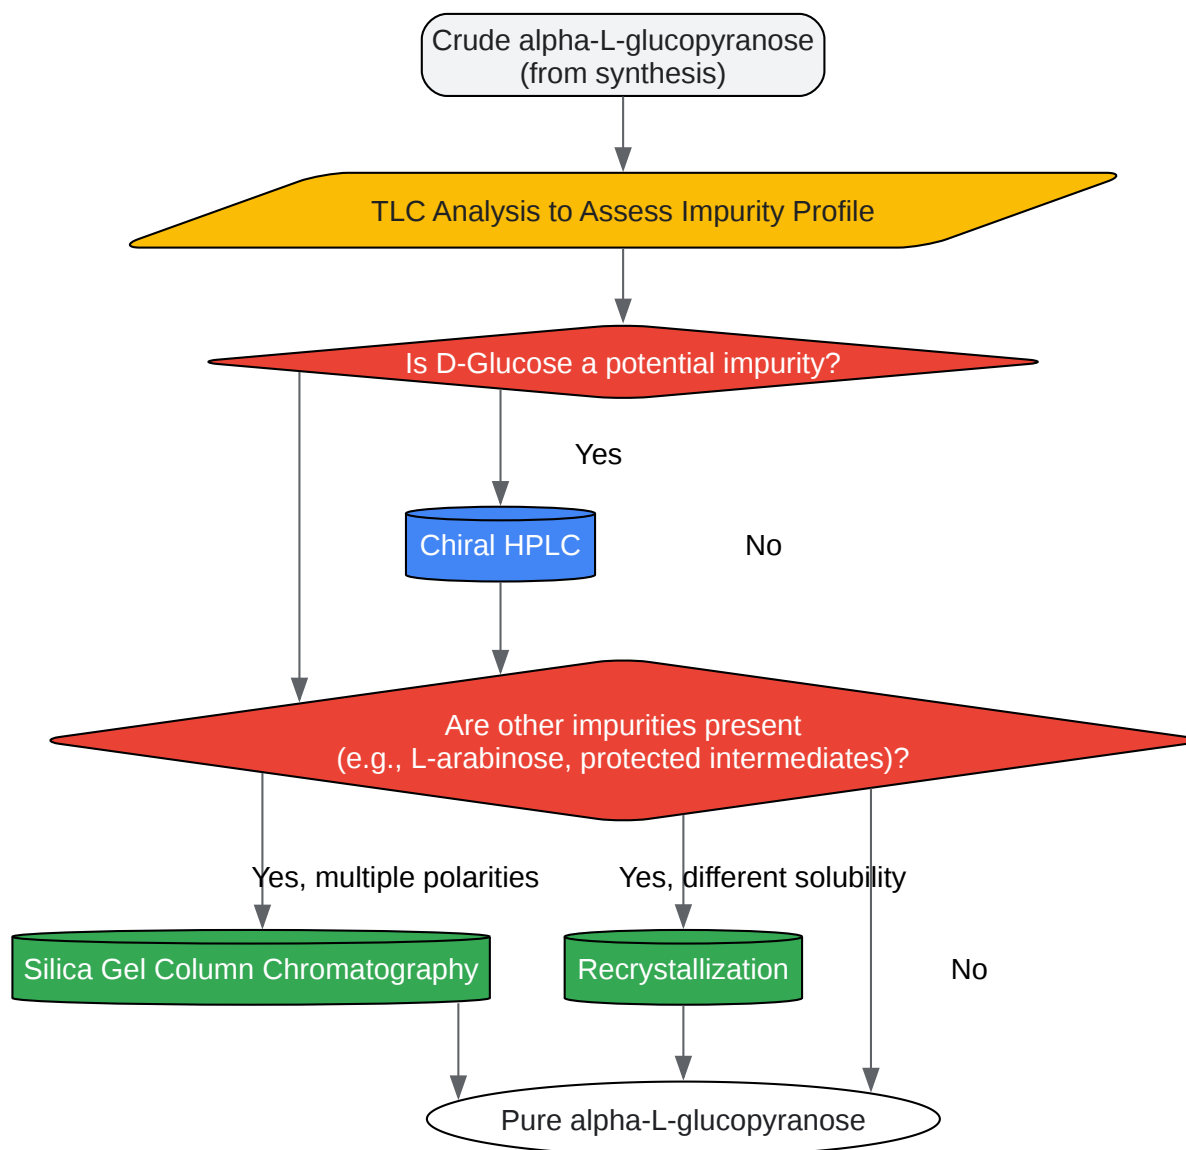 Crude alpha-L-glucopyranose
(from synthesis)
TLC Analysis to Assess Impurity Profile
Is D-Glucose a potential impurity?
Yes
Chiral HPLC
No
Are other impurities present
(e.g., L-arabinose, protected intermediates)?
Yes, multiple polarities
Yes, different solubility
Silica Gel Column Chromatography
Recrystallization
No
Pure alpha-L-glucopyranose